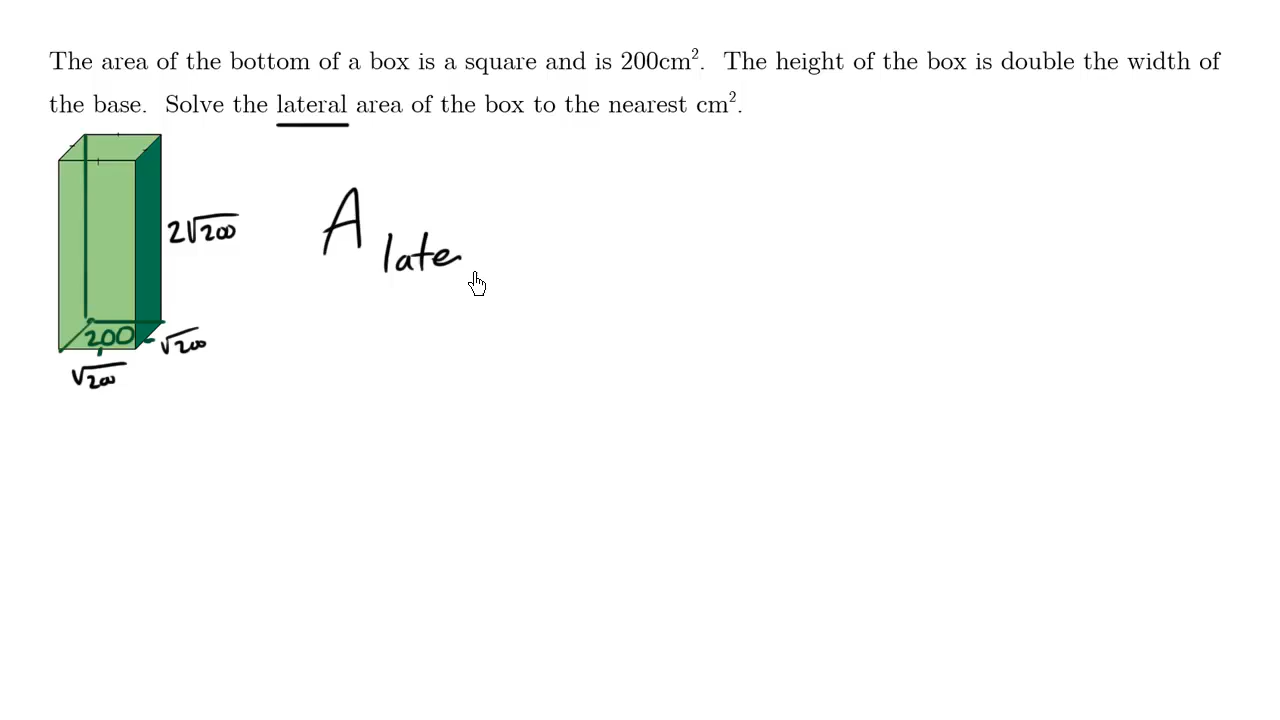 The area of the bottom of a box is a square and is 200cm². The height of the box is double the width of
the base. Solve the lateral area of the box to the nearest cm².
2√200
A late
200
√200
√200